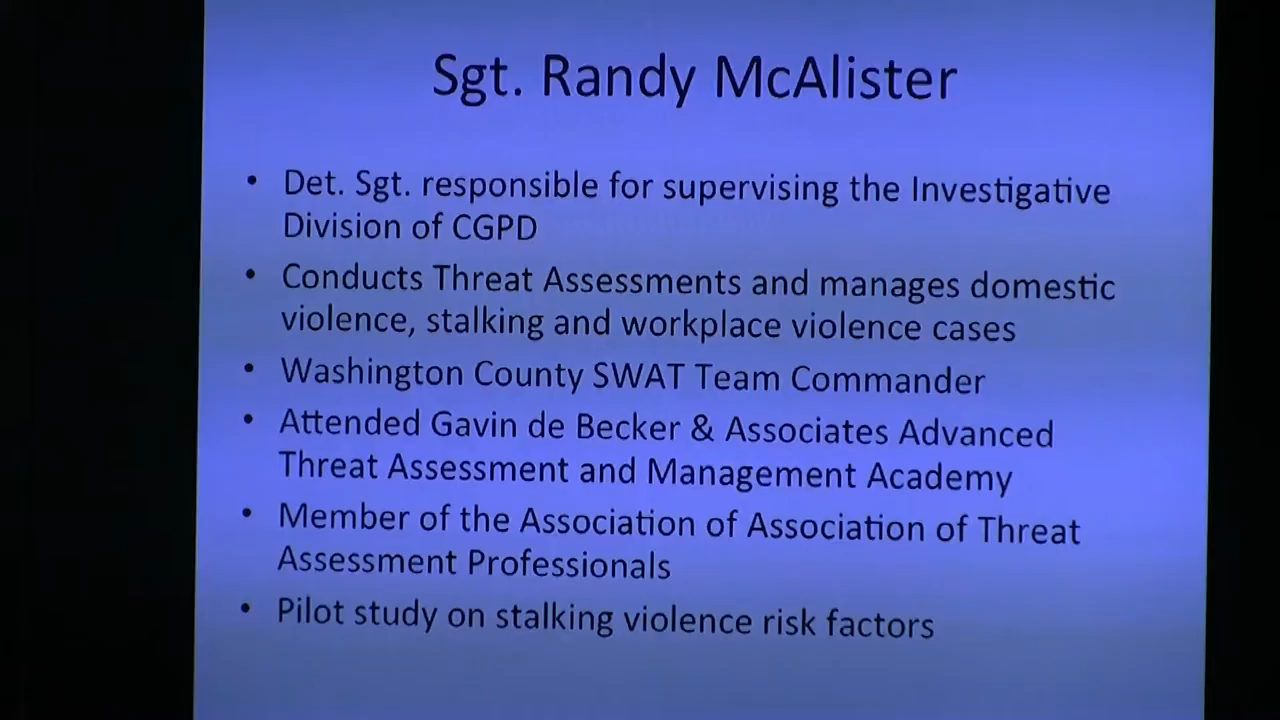 Sgt. Randy McAlister
• Det. Sgt. responsible for supervising the Investigative
Division of CGPD
• Conducts Threat Assessments and manages domestic
violence, stalking and workplace violence cases
• Washington County SWAT Team Commander
• Attended Gavin de Becker & Associates Advanced
Threat Assessment and Management Academy
• Member of the Association of Association of Threat
Assessment Professionals
• Pilot study on stalking violence risk factors